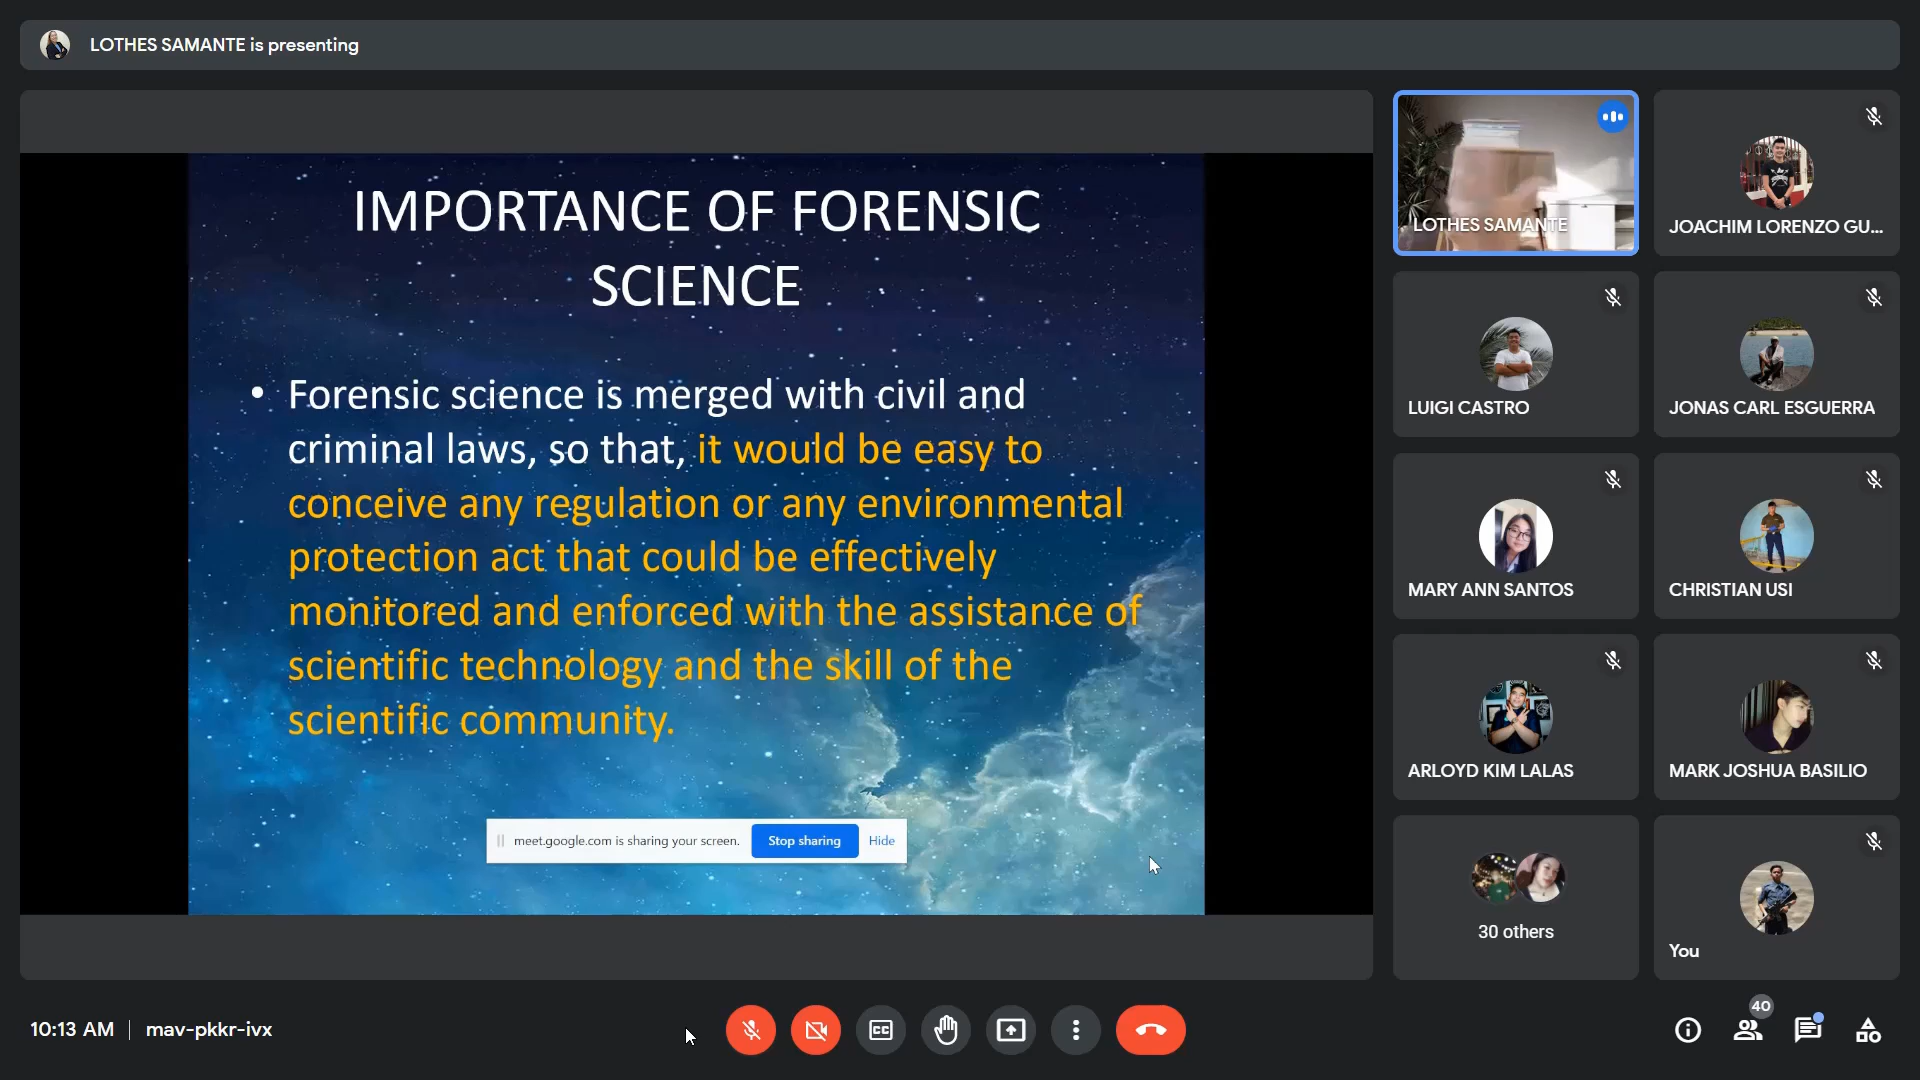 LOTHES SAMANTE is presenting
IMPORTANCE OF FORENSIC
SCIENCE
• Forensic science is merged with civil and
criminal laws, so that, it would be easy to
conceive any regulation or any environmental
protection act that could be effectively
monitored and enforced with the assistance of
scientific technology and the skill of the
scientific community.
meet.google.com is sharing your screen. Stop sharing Hide
LOTHES SAMANTE
JOACHIM LORENZO GU...
LUIGI CASTRO
JONAS CARL ESGUERRA
MARY ANN SANTOS
CHRISTIAN USI
ARLOYD KIM LALAS
MARK JOSHUA BASILIO
30 others
You
10:13 AM | mav-pkkr-ivx
CC
40